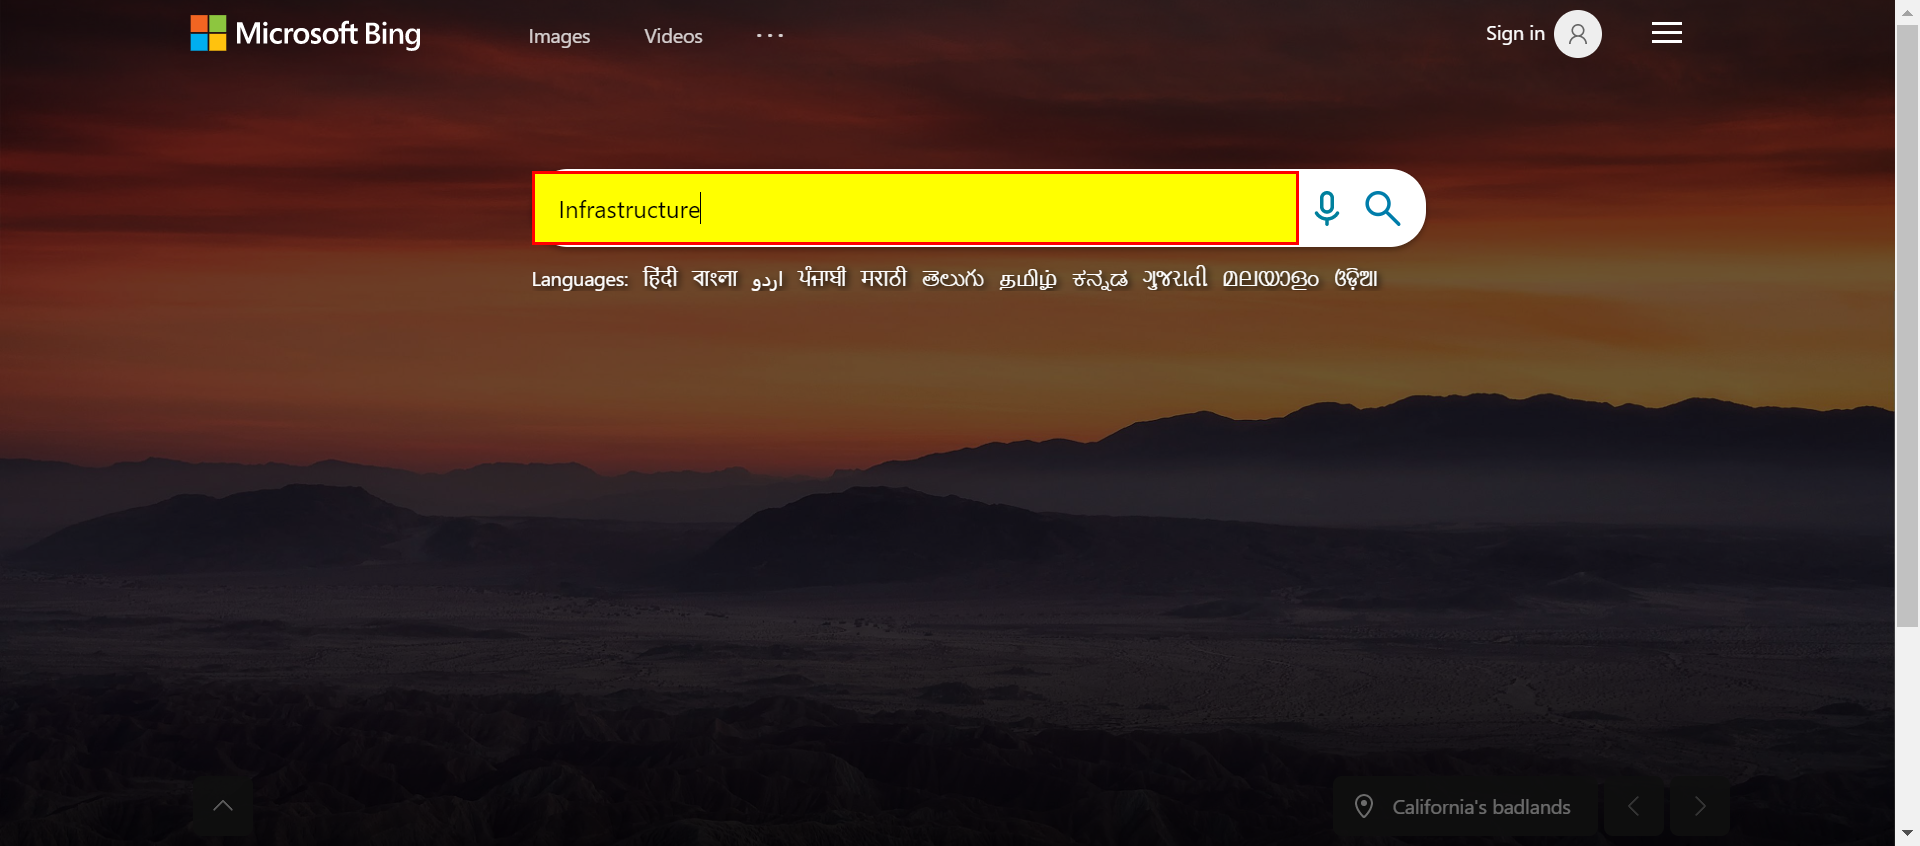 Microsoft Bing
Images Videos ...
Sign in
Infrastructure
Languages: हिंदी বাংলা اردو ਪੰਜਾਬੀ मराठी తెలుగు தமிழ் ಕನ್ನಡ ગુજરાતી മലയാളം ଓଡ଼ିଆ
California's badlands